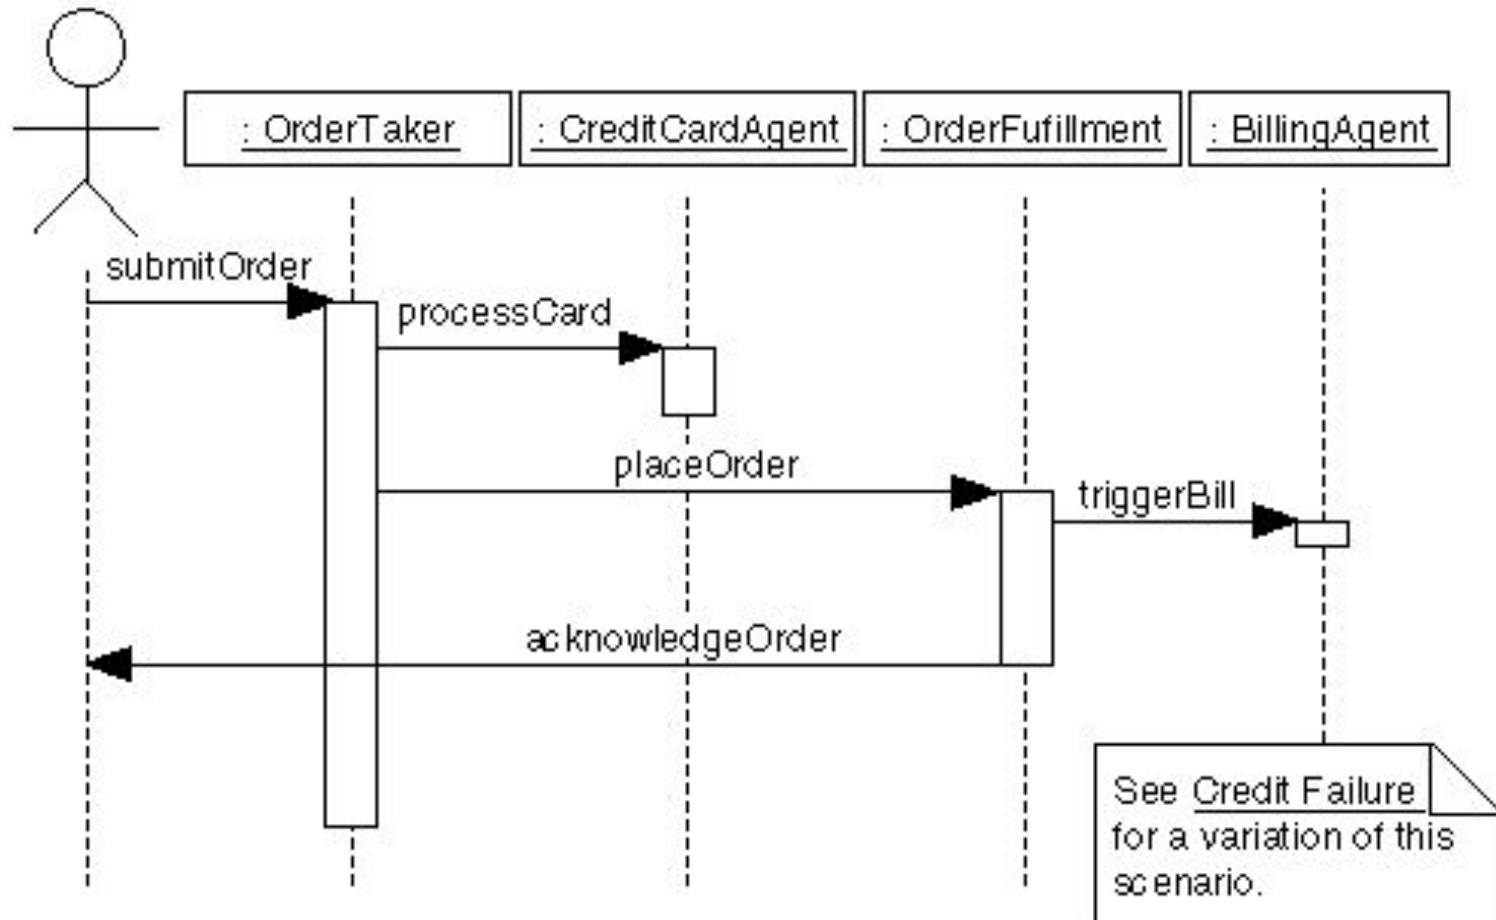 : OrderTaker
: CreditCardAgent
: OrderFufillment
: BillingAgent
submitOrder
processCard
placeOrder
triggerBill
acknowledgeOrder
See Credit Failure
for a variation of this
scenario.